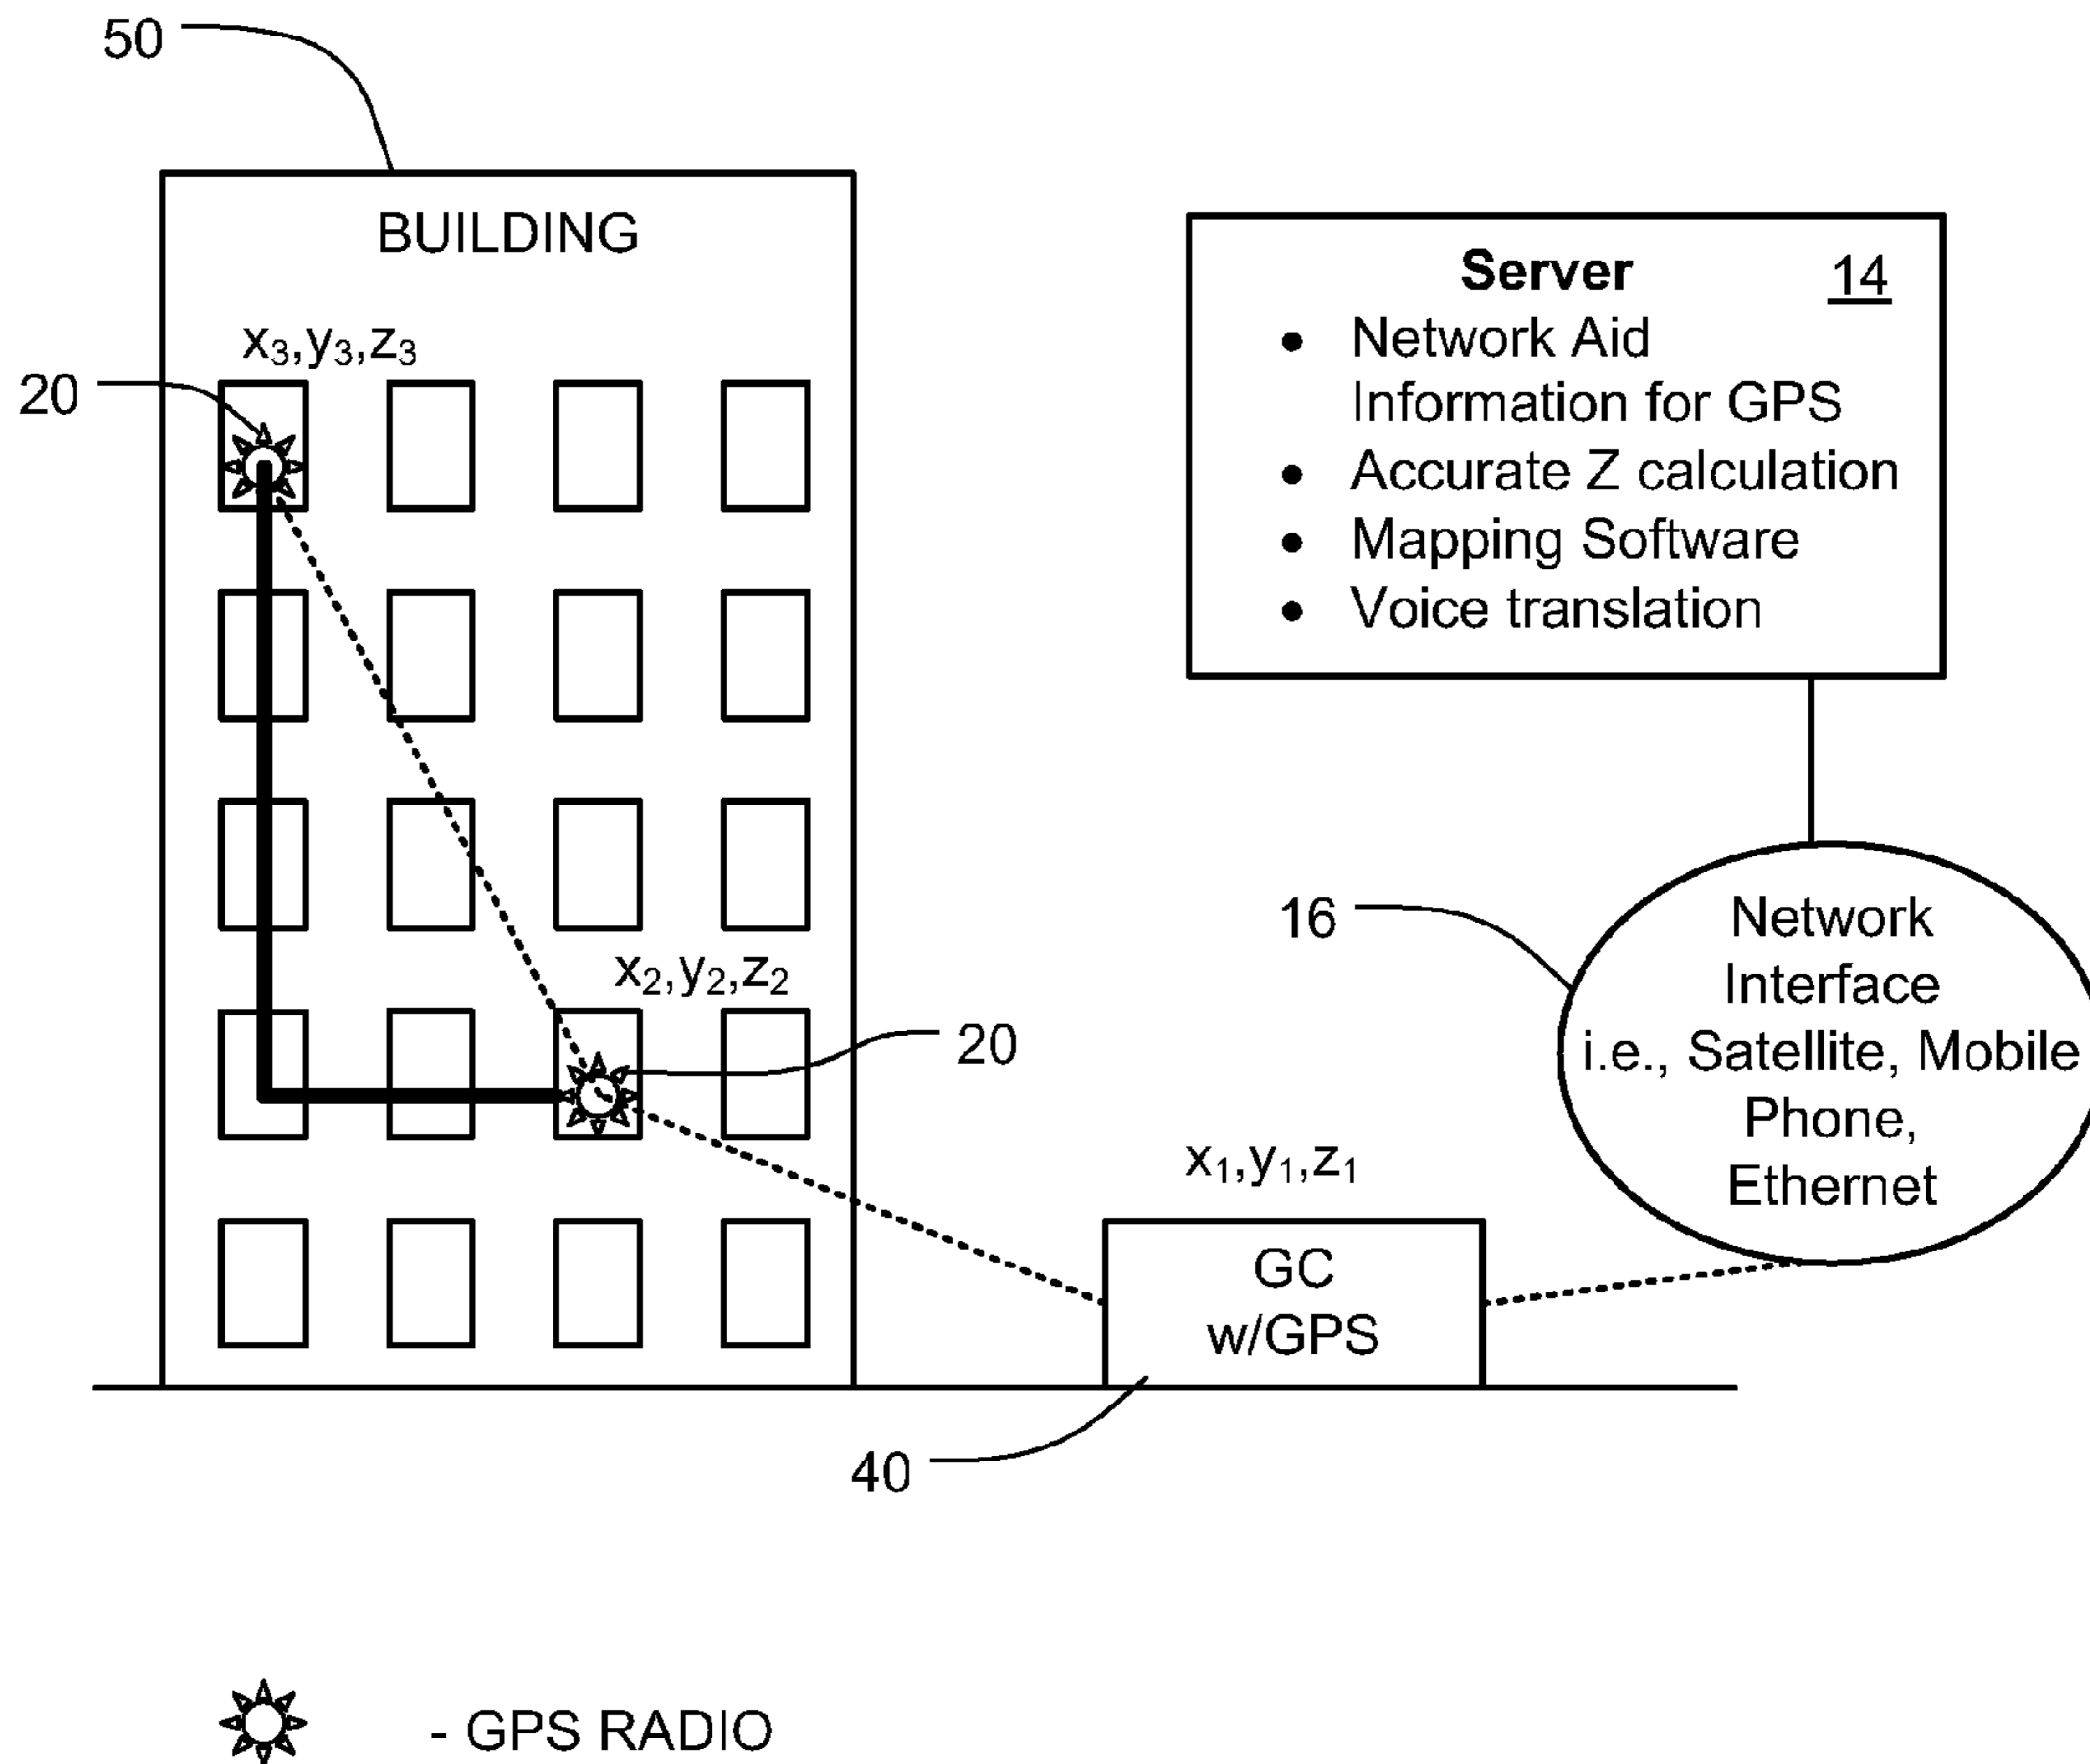 50
BUILDING
x₃,y₃,z₃
20
x₂,y₂,z₂
20
Server 14
• Network Aid
Information for GPS
• Accurate Z calculation
• Mapping Software
• Voice translation
16
Network
Interface
i.e., Satellite, Mobile
Phone,
Ethernet
x₁,y₁,z₁
GC
w/GPS
40
- GPS RADIO